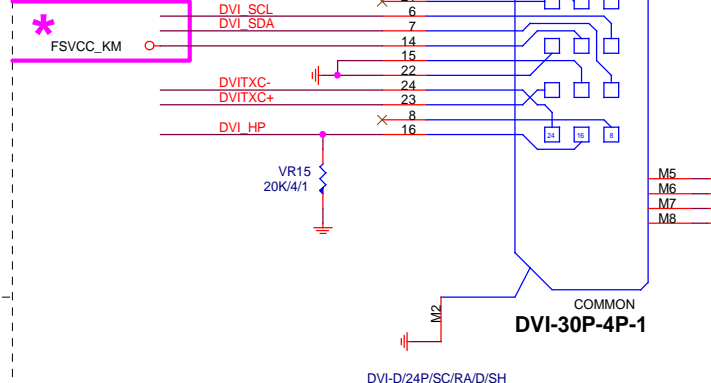 DVI_SCL 6
DVI_SDA 7
*
FSVCC_KM 14
15
22
DVITXC- 24
DVITXC+ 23
8
DVI_HP 16
24 16 8
VR15
20K/4/1
M5
M6
M7
M8
M2
COMMON
DVI-30P-4P-1
DVI-D/24P/SC/RA/D/SH